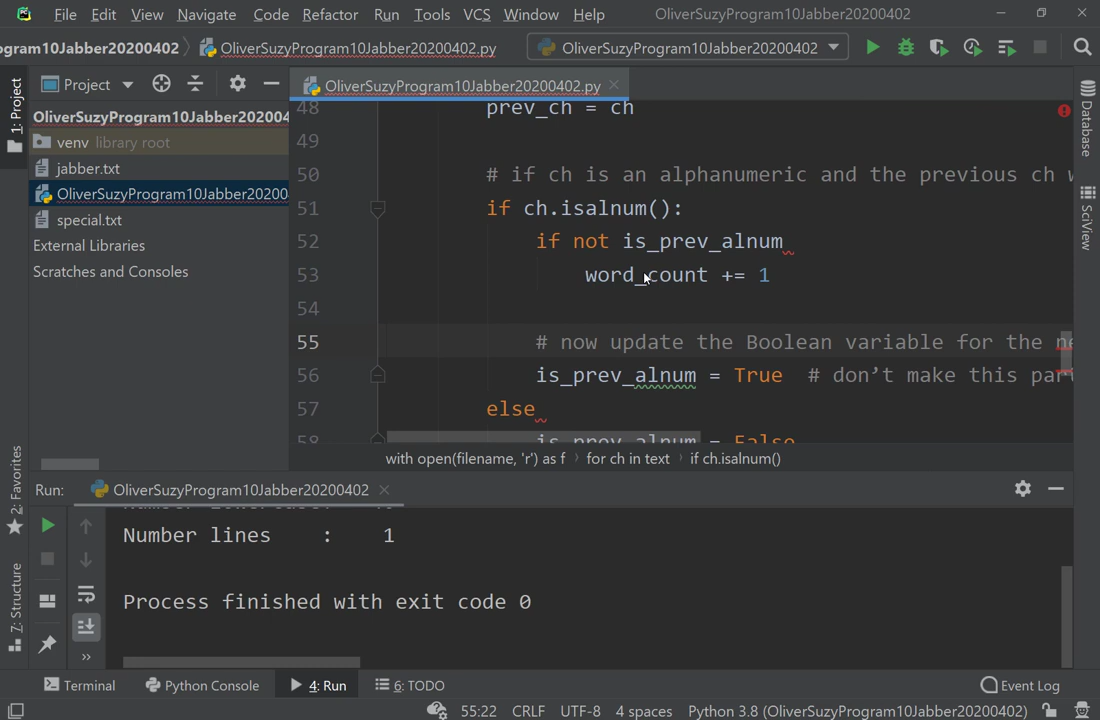 File Edit View Navigate Code Refactor Run Tools VCS Window Help OliverSuzyProgram10Jabber20200402
ogram10Jabber20200402 OliverSuzyProgram10Jabber20200402.py OliverSuzyProgram10Jabber20200402
1: Project
Project
OliverSuzyProgram10Jabber20200402.py
OliverSuzyProgram10Jabber202004
venv library root
jabber.txt
OliverSuzyProgram10Jabber20200
special.txt
External Libraries
Scratches and Consoles
48 prev_ch = ch
49
50 # if ch is an alphanumeric and the previous ch w
51 if ch.isalnum():
52 if not is_prev_alnum
53 word_count += 1
54
55 # now update the Boolean variable for the ne
56 is_prev_alnum = True # don't make this par
57 else
58 is_prev_alnum = False
with open(filename, 'r') as f for ch in text if ch.isalnum()
Database
SciView
2: Favorites
7: Structure
Run: OliverSuzyProgram10Jabber20200402
Number lines : 1
Process finished with exit code 0
Terminal Python Console 4: Run 6: TODO Event Log
55:22 CRLF UTF-8 4 spaces Python 3.8 (OliverSuzyProgram10Jabber20200402)